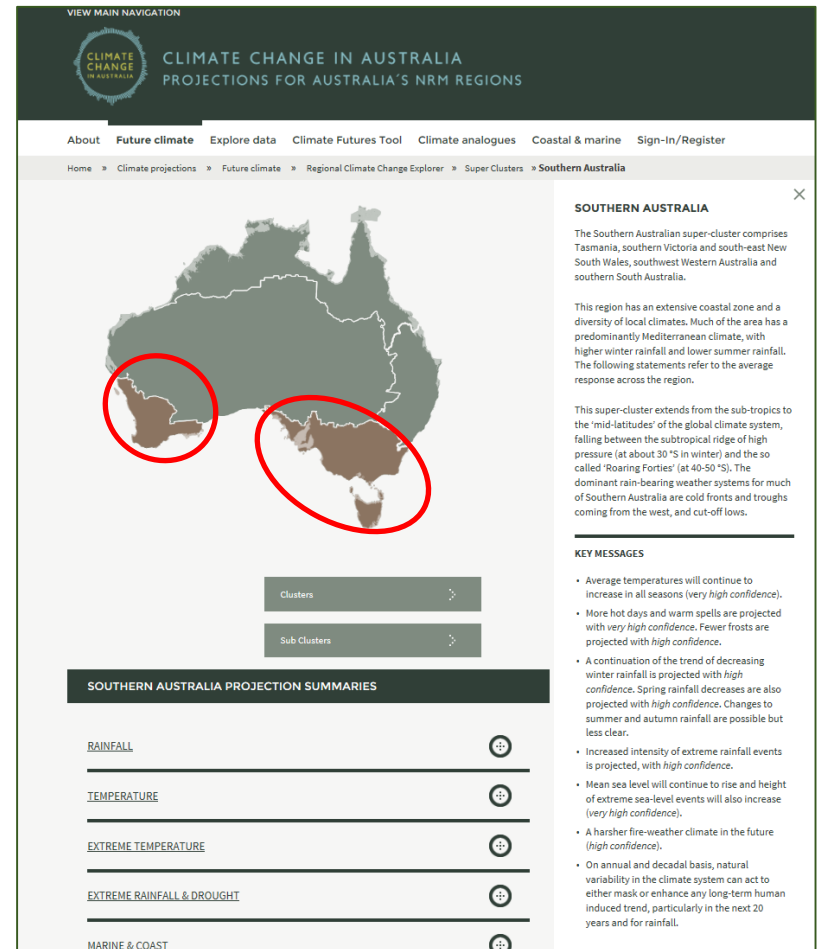 VIEW MAIN NAVIGATION
CLIMATE
CHANGE
IN AUSTRALIA
CLIMATE CHANGE IN AUSTRALIA
PROJECTIONS FOR AUSTRALIA´S NRM REGIONS
About Future climate Explore data Climate Futures Tool Climate analogues Coastal & marine Sign-In/Register
Home » Climate projections » Future climate » Regional Climate Change Explorer » Super Clusters » Southern Australia
SOUTHERN AUSTRALIA
The Southern Australian super-cluster comprises
Tasmania, southern Victoria and south-east New
South Wales, southwest Western Australia and
southern South Australia.
This region has an extensive coastal zone and a
diversity of local climates. Much of the area has a
predominantly Mediterranean climate, with
higher winter rainfall and lower summer rainfall.
The following statements refer to the average
response across the region.
This super-cluster extends from the sub-tropics to
the ‘mid-latitudes’ of the global climate system,
falling between the subtropical ridge of high
pressure (at about 30 °S in winter) and the so
called ‘Roaring Forties’ (at 40-50 °S). The
dominant rain-bearing weather systems for much
of Southern Australia are cold fronts and troughs
coming from the west, and cut-off lows.
KEY MESSAGES
• Average temperatures will continue to
increase in all seasons (very high confidence).
• More hot days and warm spells are projected
with very high confidence. Fewer frosts are
projected with high confidence.
• A continuation of the trend of decreasing
winter rainfall is projected with high
confidence. Spring rainfall decreases are also
projected with high confidence. Changes to
summer and autumn rainfall are possible but
less clear.
• Increased intensity of extreme rainfall events
is projected, with high confidence.
• Mean sea level will continue to rise and height
of extreme sea-level events will also increase
(very high confidence).
• A harsher fire-weather climate in the future
(high confidence).
• On annual and decadal basis, natural
variability in the climate system can act to
either mask or enhance any long-term human
induced trend, particularly in the next 20
years and for rainfall.
Clusters
Sub Clusters
SOUTHERN AUSTRALIA PROJECTION SUMMARIES
RAINFALL
TEMPERATURE
EXTREME TEMPERATURE
EXTREME RAINFALL & DROUGHT
MARINE & COAST